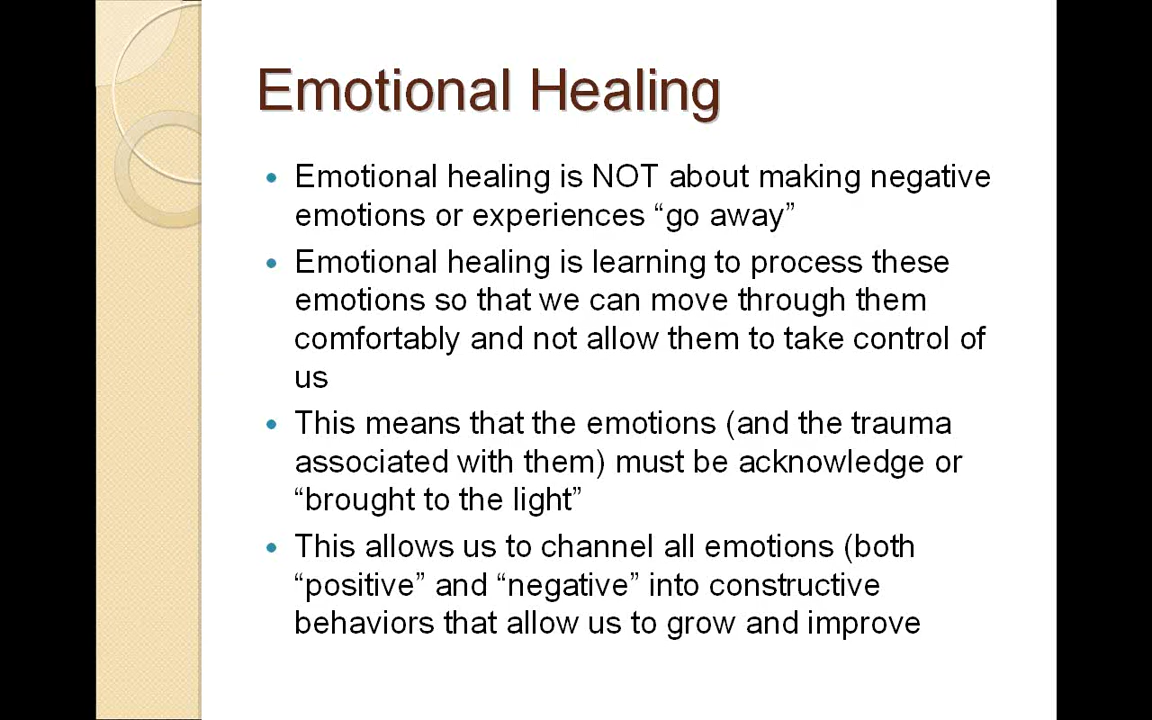 Emotional Healing
• Emotional healing is NOT about making negative
emotions or experiences “go away”
• Emotional healing is learning to process these
emotions so that we can move through them
comfortably and not allow them to take control of
us
• This means that the emotions (and the trauma
associated with them) must be acknowledge or
“brought to the light”
• This allows us to channel all emotions (both
“positive” and “negative” into constructive
behaviors that allow us to grow and improve